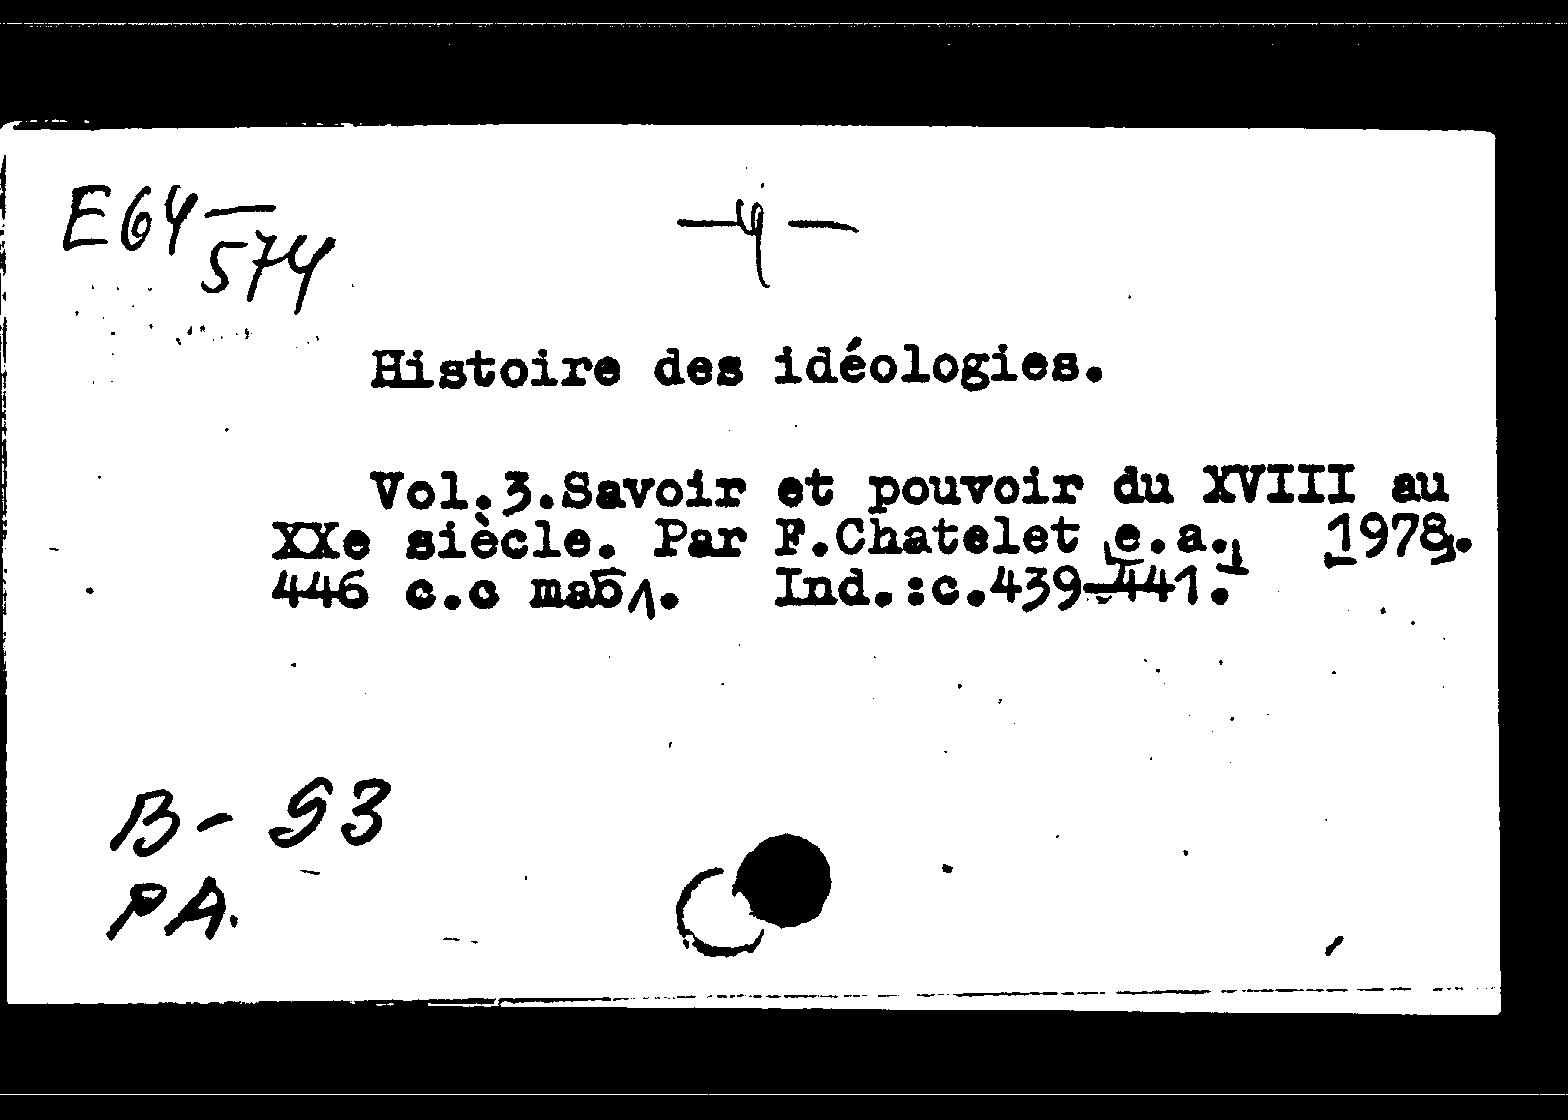 E64—
574
—4—
Histoire des idéologies.
Vol.3.Savoir et pouvoir du XVIII au
XXe siècle. Par F.Chatelet e.a. 1978.
446 c.c табл. Ind.:c.439-441.
B- 93
PA.